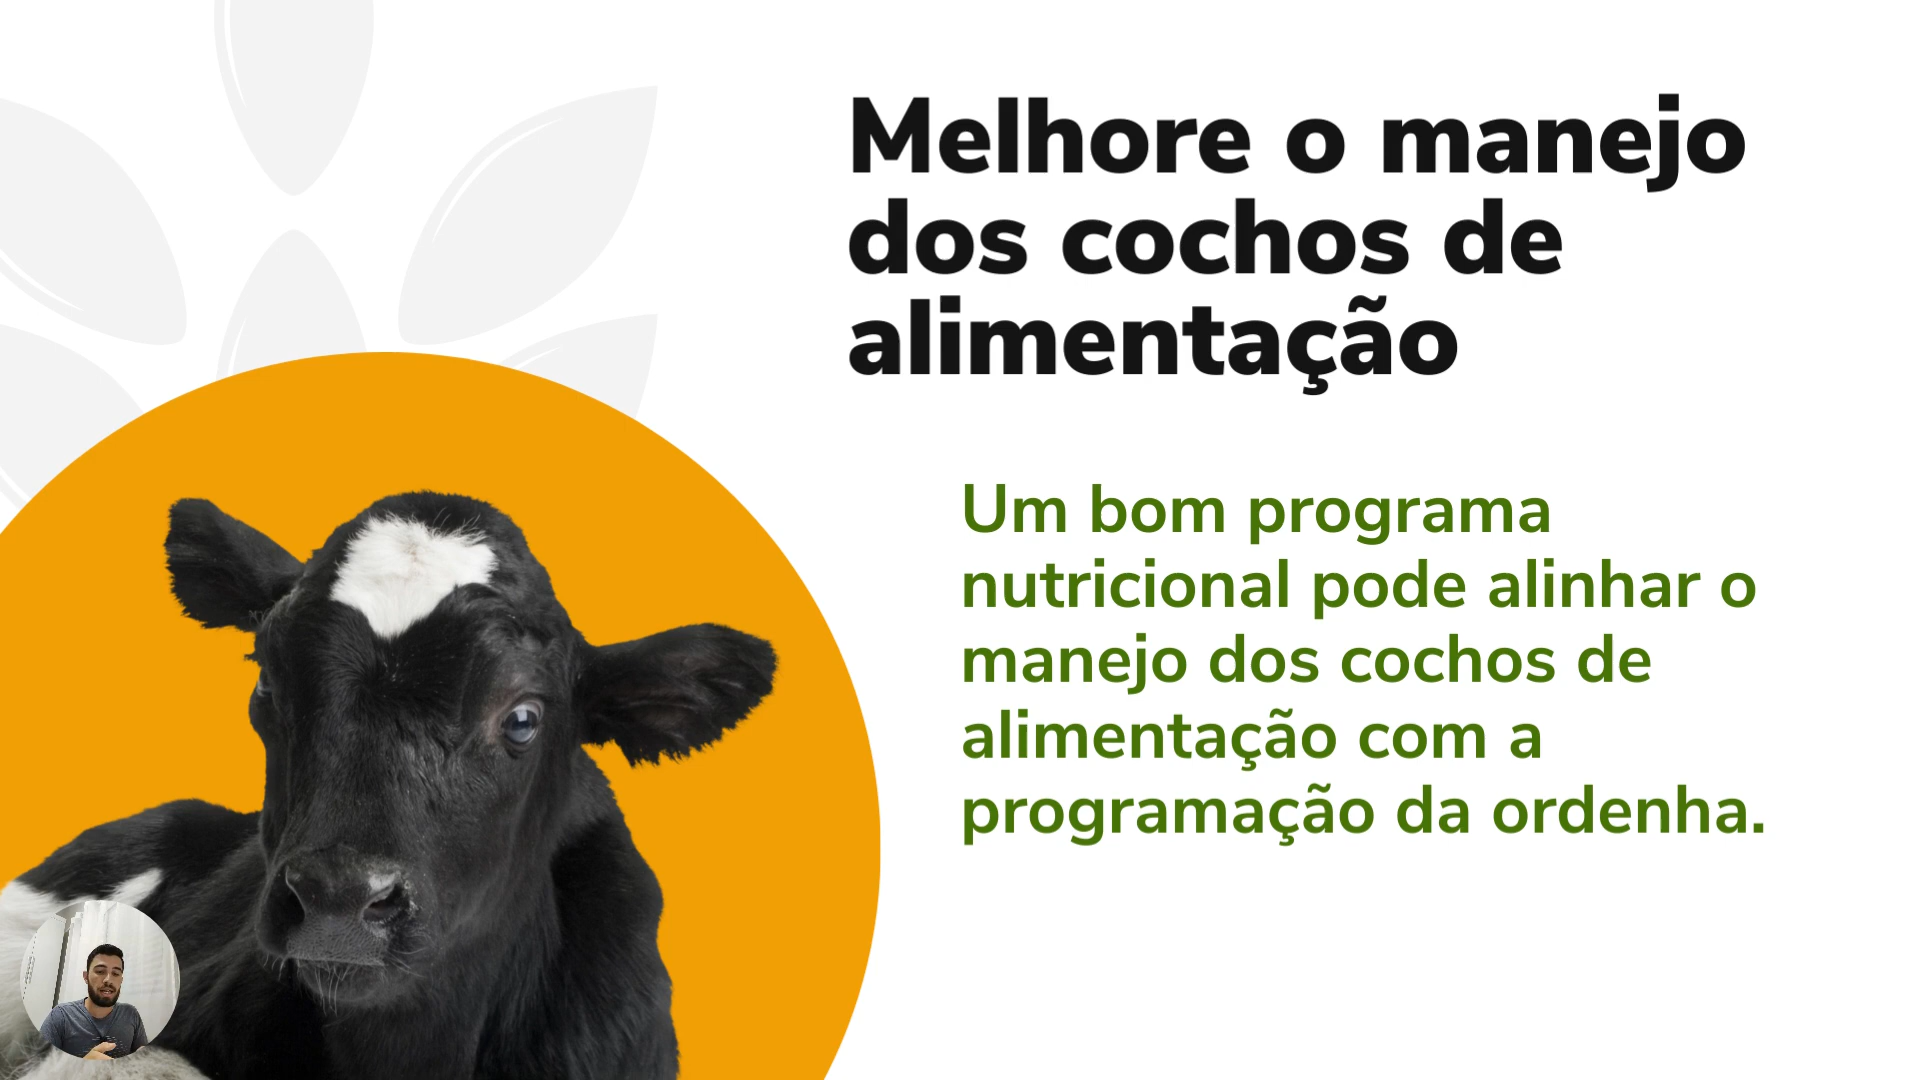 Melhore o manejo
dos cochos de
alimentação
Um bom programa
nutricional pode alinhar o
manejo dos cochos de
alimentação com a
programação da ordenha.